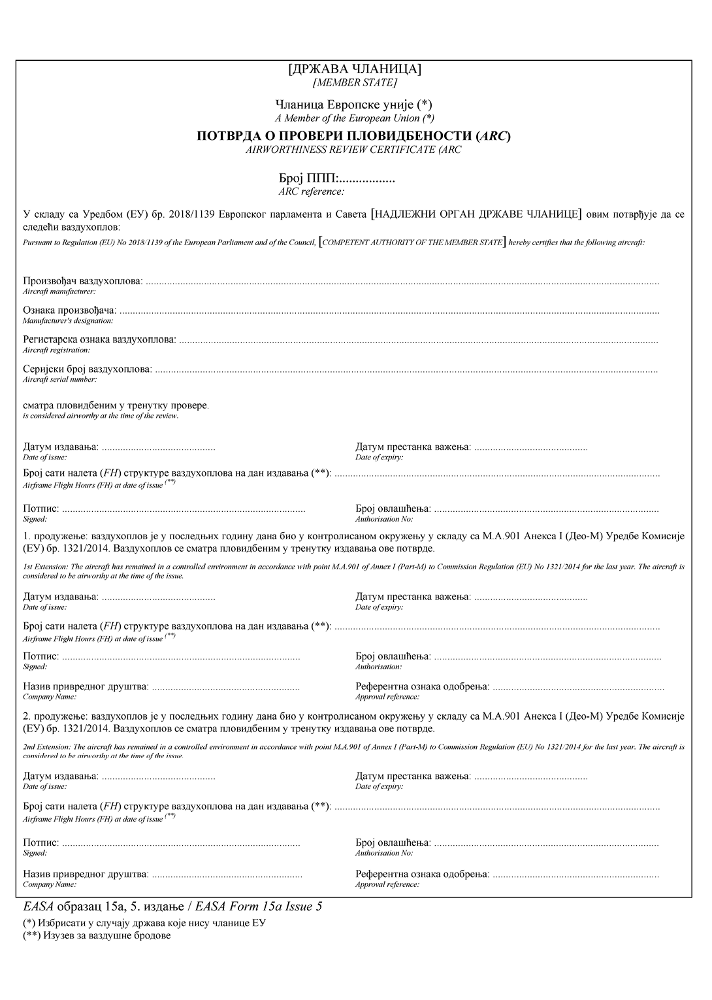 [ДРЖАВА ЧЛАНИЦА]
[MEMBER STATE]
Чланица Европске уније (*)
A Member of the European Union (*)
ПОТВРДА О ПРОВЕРИ ПЛОВИДБЕНОСТИ (ARC)
AIRWORTHINESS REVIEW CERTIFICATE (ARC
Број ППП:.................
ARC reference:
У складу са Уредбом (ЕУ) бр. 2018/1139 Европског парламента и Савета [НАДЛЕЖНИ ОРГАН ДРЖАВЕ ЧЛАНИЦЕ] овим потврђује да се
следећи ваздухоплов:
Pursuant to Regulation (EU) No 2018/1139 of the European Parliament and of the Council, [COMPETENT AUTHORITY OF THE MEMBER STATE] hereby certifies that the following aircraft:
Произвођач ваздухоплова: ....................
Aircraft manufacturer:
Ознака произвођача: ....................
Manufacturer's designation:
Регистарска ознака ваздухоплова: ....................
Aircraft registration:
Серијски број ваздухоплова: ....................
Aircraft serial number:
сматра пловидбеним у тренутку провере.
is considered airworthy at the time of the review.
Датум издавања: .................... Датум престанка важења: ....................
Date of issue: Date of expiry:
Број сати налета (FH) структуре ваздухоплова на дан издавања (**): ....................
Airframe Flight Hours (FH) at date of issue (**)
Потпис: .................... Број овлашћења: ....................
Signed: Authorisation No:
1. продужење: ваздухоплов је у последњих годину дана био у контролисаном окружењу у складу са М.А.901 Анекса I (Део-М) Уредбе Комисије
(ЕУ) бр. 1321/2014. Ваздухоплов се сматра пловидбеним у тренутку издавања ове потврде.
1st Extension: The aircraft has remained in a controlled environment in accordance with point M.A.901 of Annex I (Part-M) to Commission Regulation (EU) No 1321/2014 for the last year. The aircraft is
considered to be airworthy at the time of the issue.
Датум издавања: .................... Датум престанка важења: ....................
Date of issue: Date of expiry:
Број сати налета (FH) структуре ваздухоплова на дан издавања (**): ....................
Airframe Flight Hours (FH) at date of issue (**)
Потпис: .................... Број овлашћења: ....................
Signed: Authorisation:
Назив привредног друштва: .................... Референтна ознака одобрења: ....................
Company Name: Approval reference:
2. продужење: ваздухоплов је у последњих годину дана био у контролисаном окружењу у складу са М.А.901 Анекса I (Део-М) Уредбе Комисије
(ЕУ) бр. 1321/2014. Ваздухоплов се сматра пловидбеним у тренутку издавања ове потврде.
2nd Extension: The aircraft has remained in a controlled environment in accordance with point M.A.901 of Annex I (Part-M) to Commission Regulation (EU) No 1321/2014 for the last year. The aircraft is
considered to be airworthy at the time of the issue.
Датум издавања: .................... Датум престанка важења: ....................
Date of issue: Date of expiry:
Број сати налета (FH) структуре ваздухоплова на дан издавања (**): ....................
Airframe Flight Hours (FH) at date of issue (**)
Потпис: .................... Број овлашћења: ....................
Signed: Authorisation No:
Назив привредног друштва: .................... Референтна ознака одобрења: ....................
Company Name: Approval reference:
EASA образац 15а, 5. издање / EASA Form 15a Issue 5
(*) Избрисати у случају држава које нису чланице ЕУ
(**) Изузев за ваздушне бродове